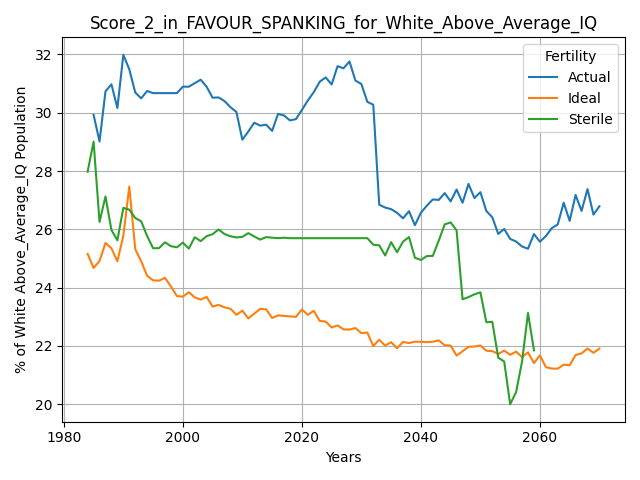 Score_2_in_FAVOUR_SPANKING_for_White_Above_Average_IQ
Fertility
Actual
Ideal
Sterile
% of White Above_Average_IQ Population
32
30
28
26
24
22
20
1980
2000
2020
2040
2060
Years